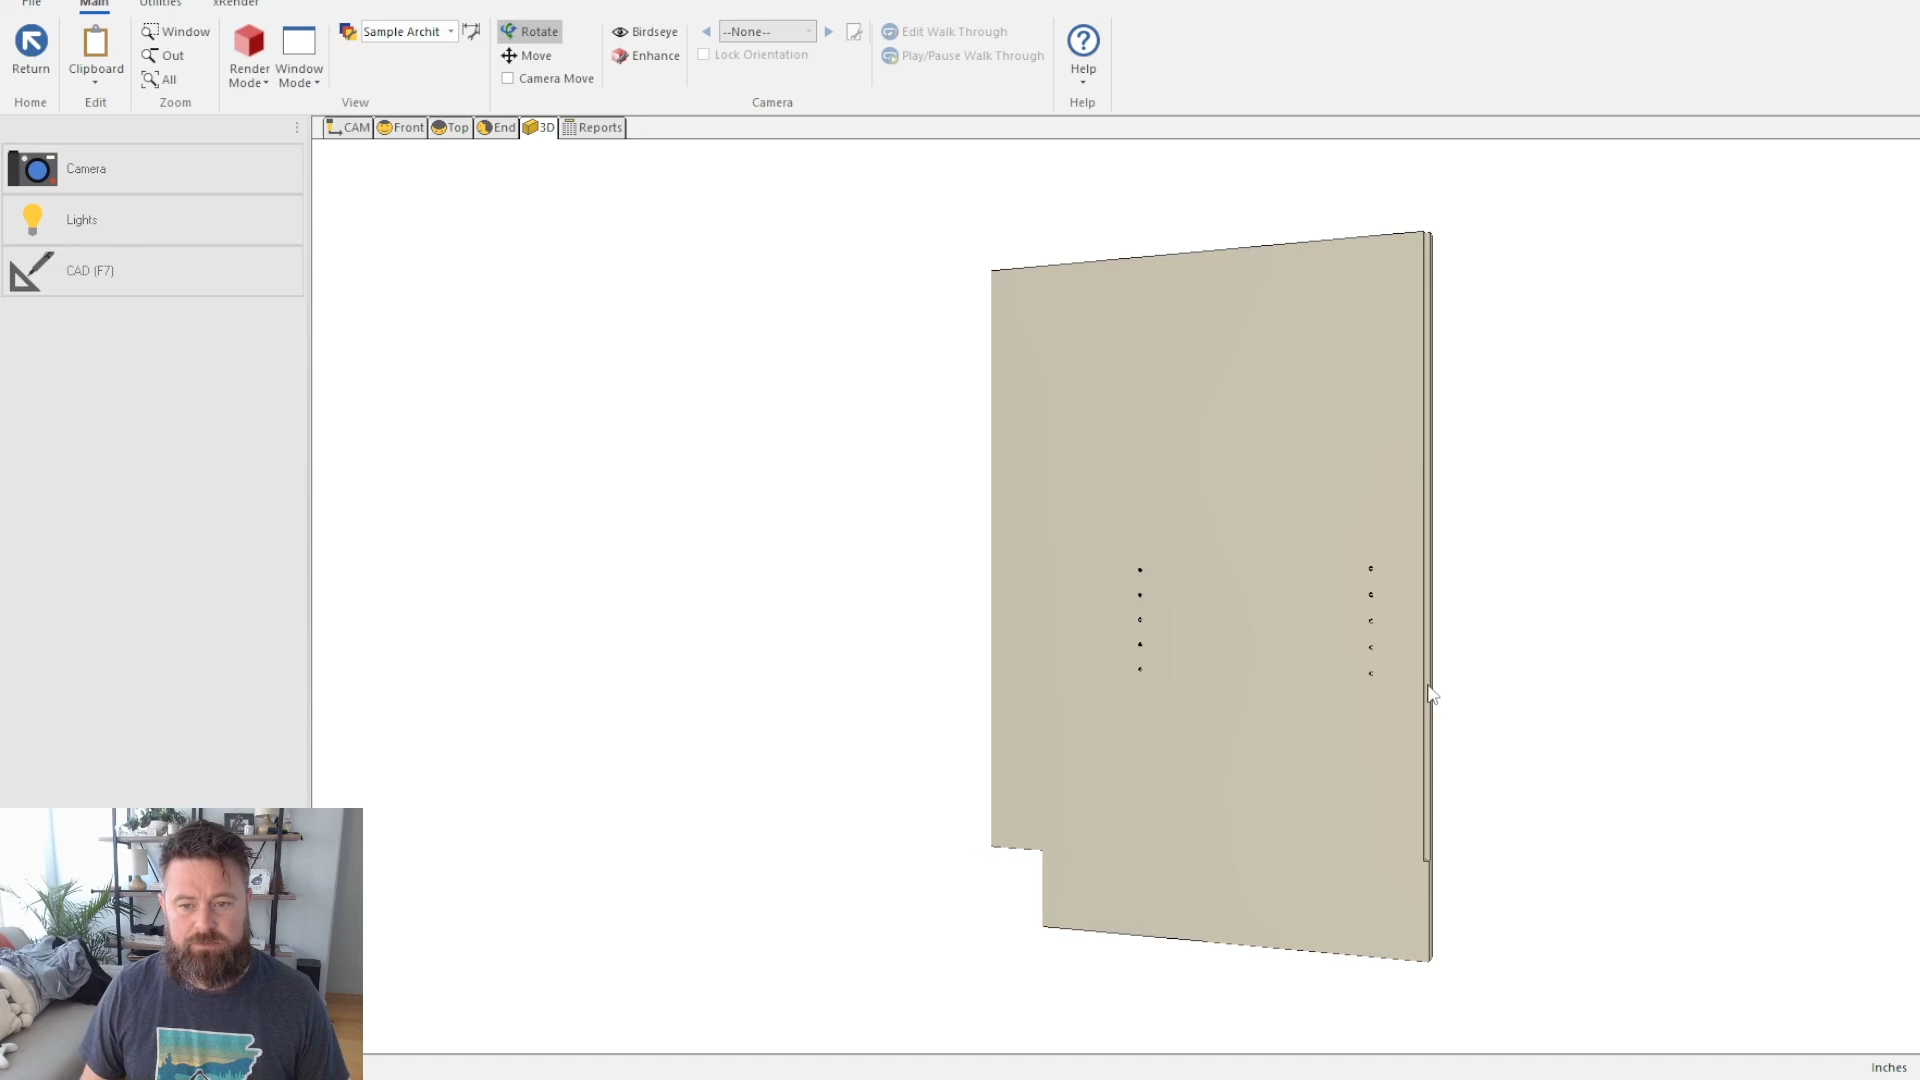 File Main Utilities xRender
Return
Home
Clipboard
Edit
Window
Out
All
Zoom
Render Mode
Window Mode
Sample Archit
View
Rotate
Move
Camera Move
Birdseye
Enhance
--None--
Lock Orientation
Camera
Edit Walk Through
Play/Pause Walk Through
Help
Help
CAM Front Top End 3D Reports
Camera
Lights
CAD (F7)
Inches